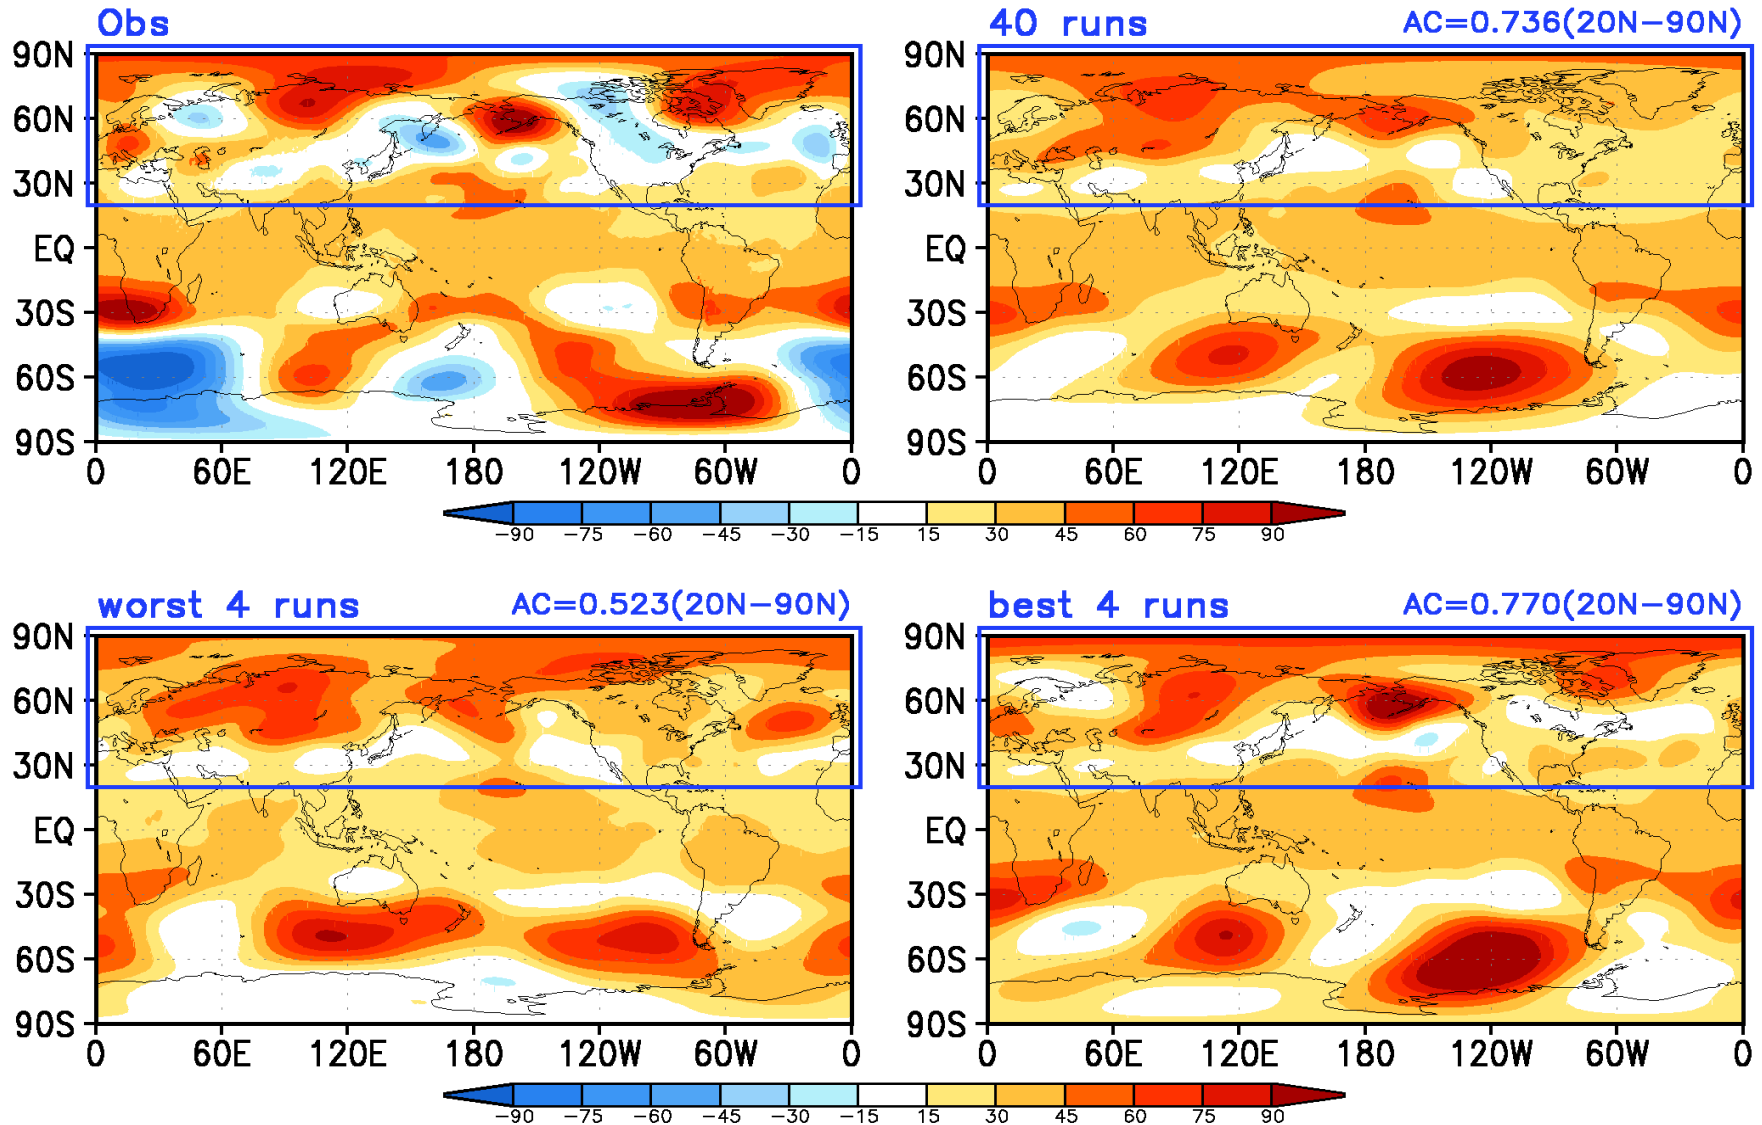 Obs
40 runs AC=0.736(20N−90N)
90N
60N
30N
EQ
30S
60S
90S
0 60E 120E 180 120W 60W 0
90N
60N
30N
EQ
30S
60S
90S
0 60E 120E 180 120W 60W 0
−90 −75 −60 −45 −30 −15 15 30 45 60 75 90
worst 4 runs AC=0.523(20N−90N)
best 4 runs AC=0.770(20N−90N)
90N
60N
30N
EQ
30S
60S
90S
0 60E 120E 180 120W 60W 0
90N
60N
30N
EQ
30S
60S
90S
0 60E 120E 180 120W 60W 0
−90 −75 −60 −45 −30 −15 15 30 45 60 75 90